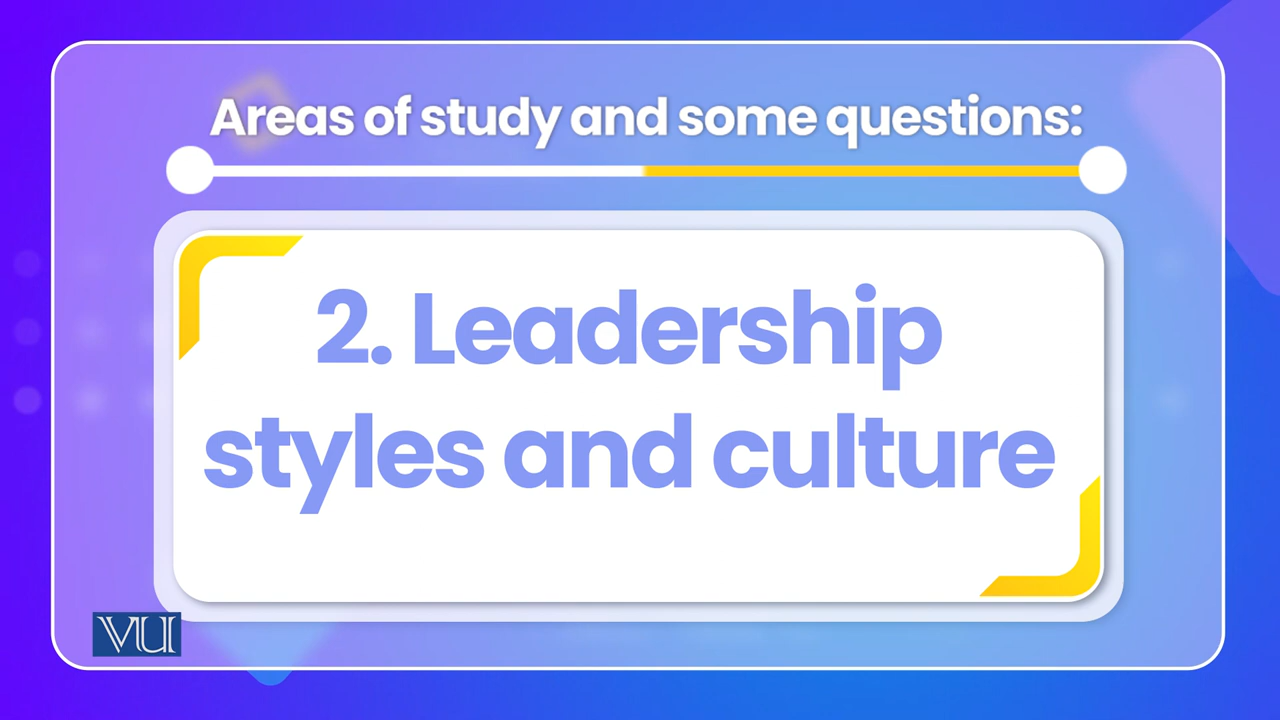 Areas of study and some questions:
2. Leadership
styles and culture
VU